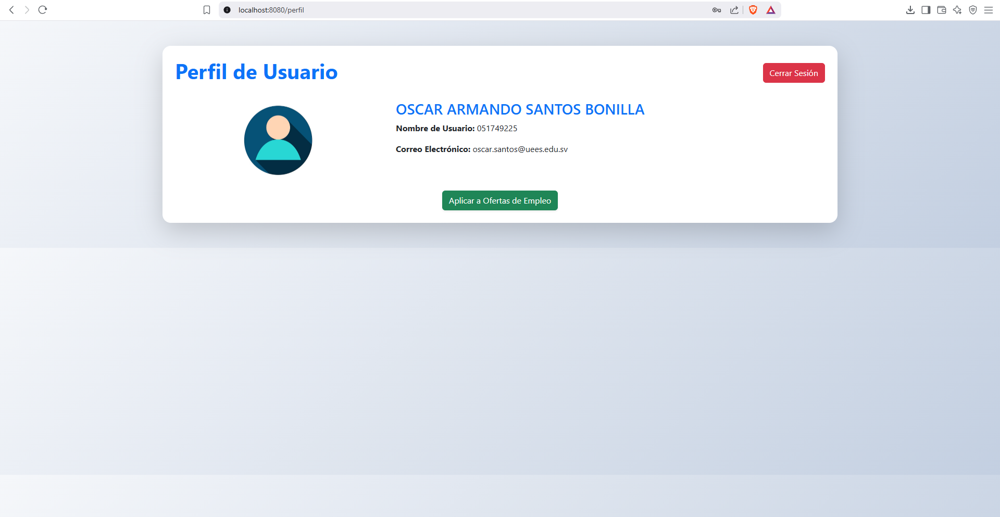 localhost:8080/perfil
Perfil de Usuario
Cerrar Sesión
OSCAR ARMANDO SANTOS BONILLA
Nombre de Usuario: 051749225
Correo Electrónico: oscar.santos@uees.edu.sv
Aplicar a Ofertas de Empleo